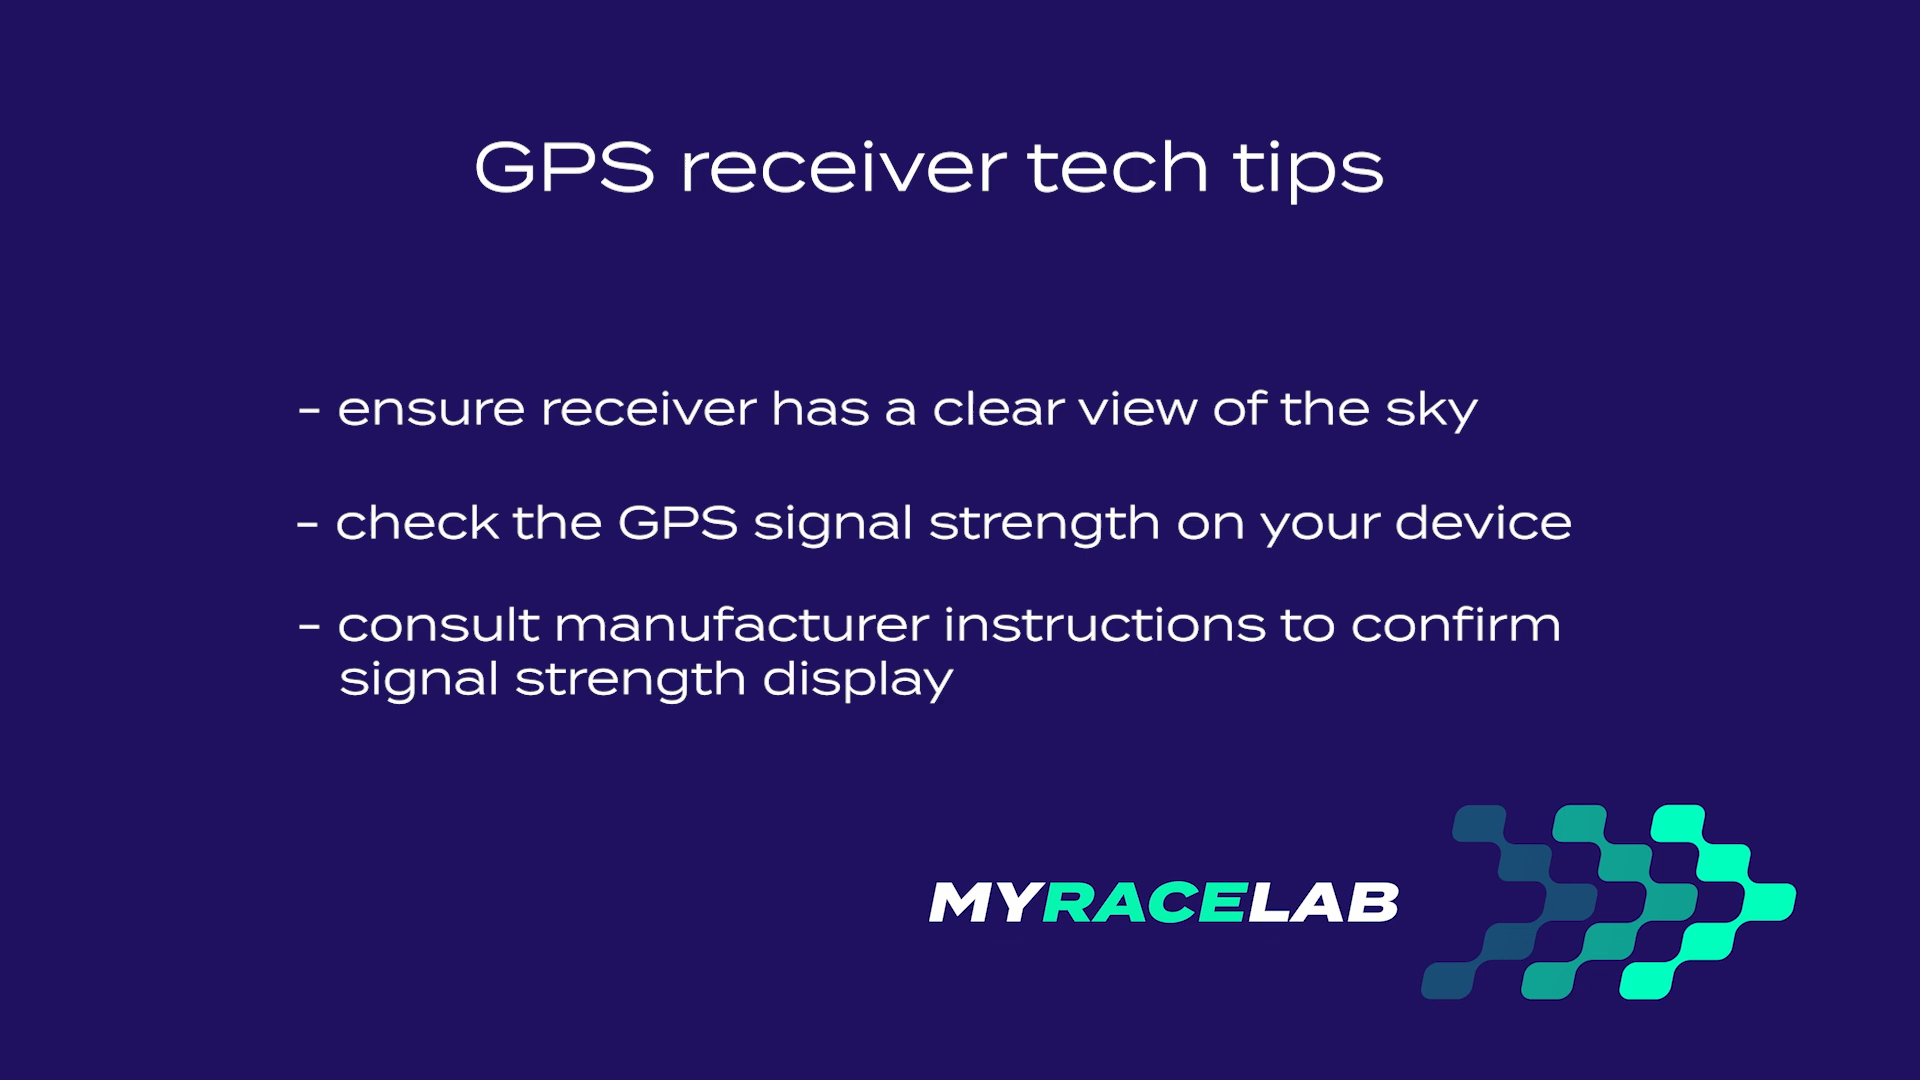 GPS receiver tech tips
- ensure receiver has a clear view of the sky
- check the GPS signal strength on your device
- consult manufacturer instructions to confirm
signal strength display
MYRACELAB